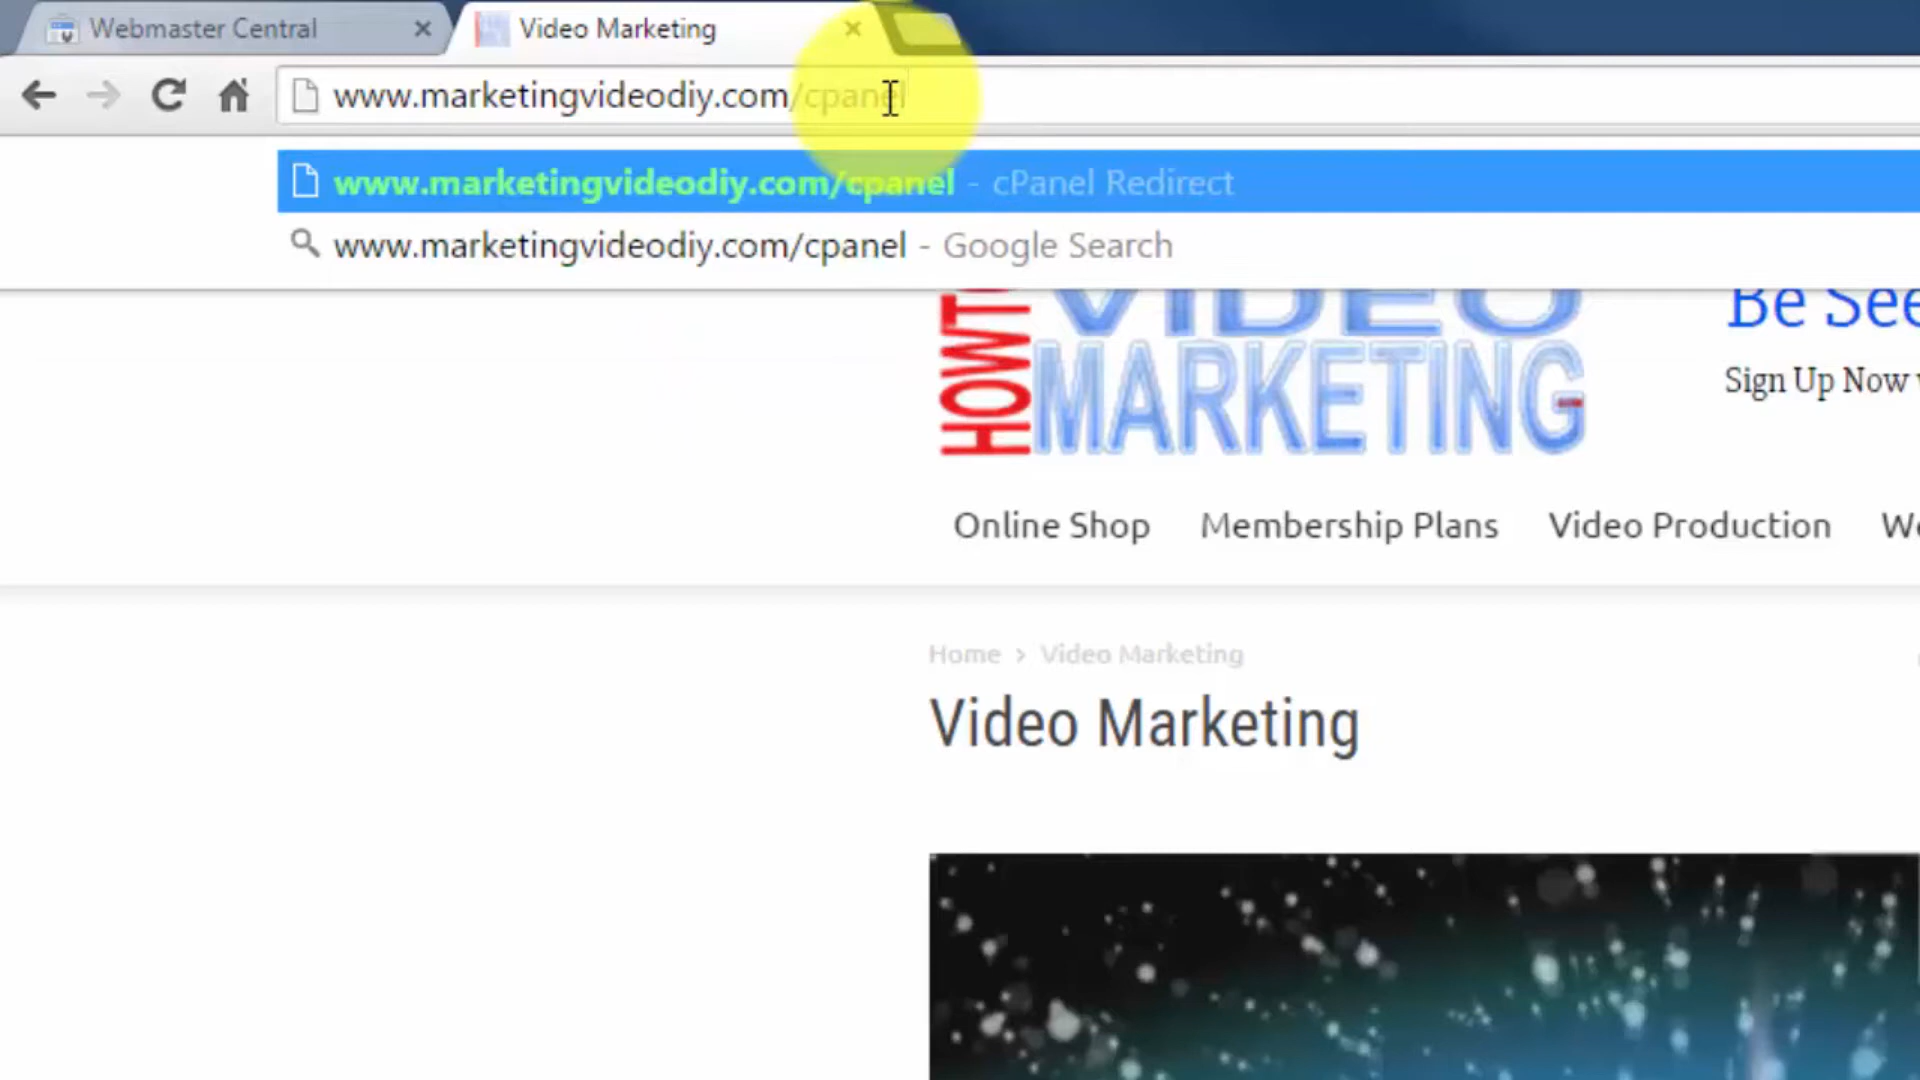 Webmaster Central
Video Marketing
www.marketingvideodiy.com/cpanel
www.marketingvideodiy.com/cpanel - cPanel Redirect
www.marketingvideodiy.com/cpanel - Google Search
HOWTO
VIDEO
MARKETING
Be See
Sign Up Now
Online Shop Membership Plans Video Production We
Home > Video Marketing
Video Marketing